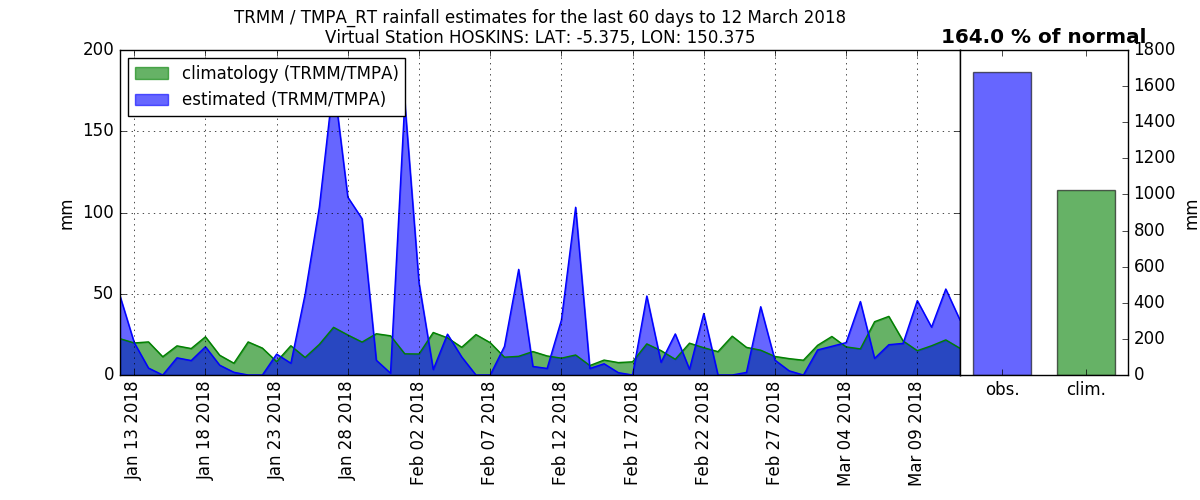 TRMM / TMPA_RT rainfall estimates for the last 60 days to 12 March 2018
Virtual Station HOSKINS: LAT: -5.375, LON: 150.375
164.0 % of normal
climatology (TRMM/TMPA)
estimated (TRMM/TMPA)
mm
200
150
100
50
0
Jan 13 2018
Jan 18 2018
Jan 23 2018
Jan 28 2018
Feb 02 2018
Feb 07 2018
Feb 12 2018
Feb 17 2018
Feb 22 2018
Feb 27 2018
Mar 04 2018
Mar 09 2018
obs.
clim.
1800
1600
1400
1200
1000
800
600
400
200
0
mm